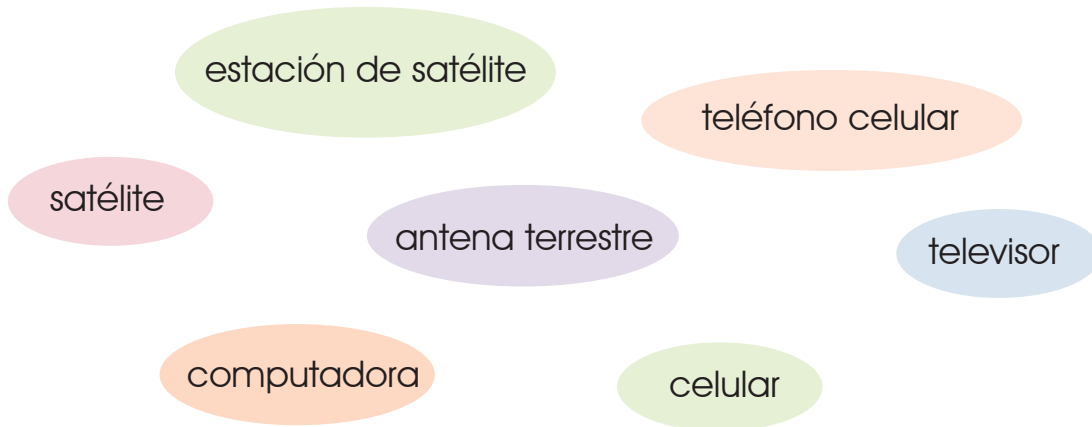 estación de satélite
teléfono celular
satélite
antena terrestre
televisor
computadora
celular